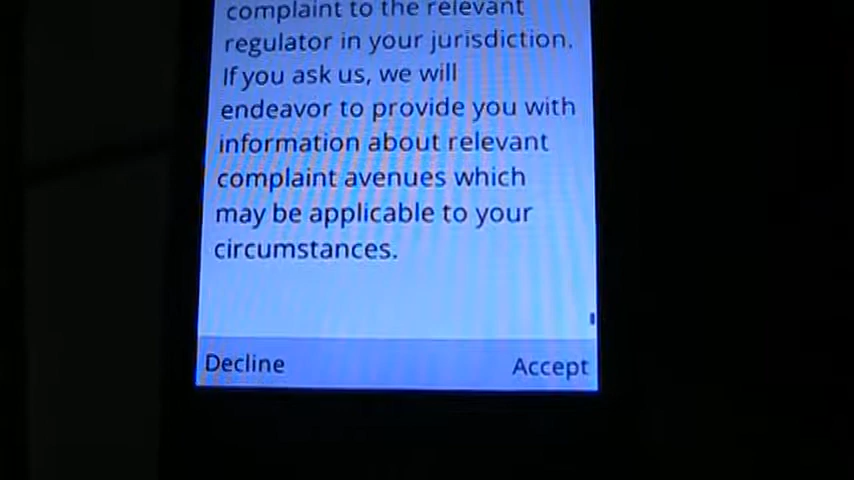 complaint to the relevant
regulator in your jurisdiction.
If you ask us, we will
endeavor to provide you with
information about relevant
complaint avenues which
may be applicable to your
circumstances.
Decline
Accept